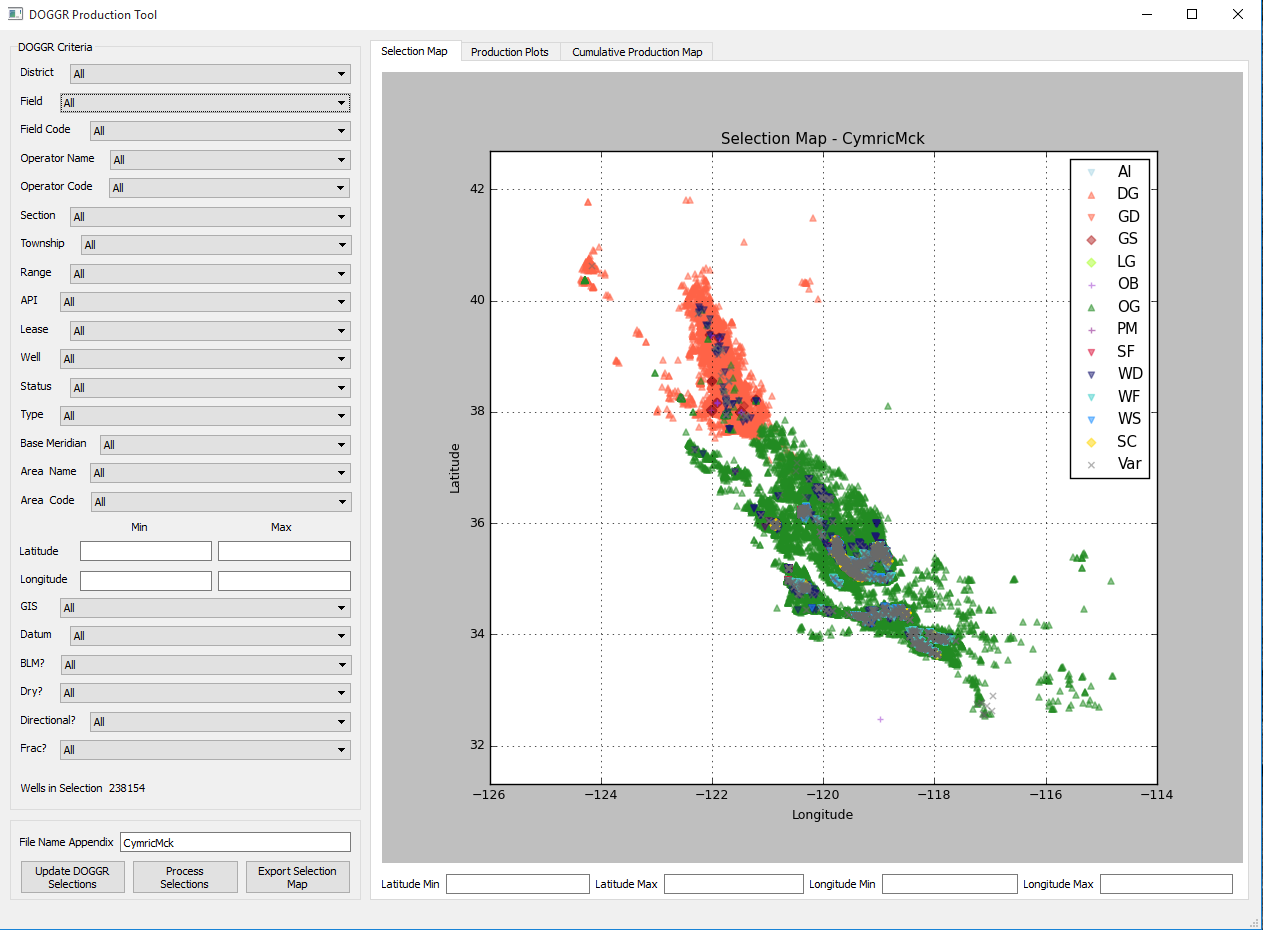 DOGGR Production Tool
DOGGR Criteria
District All
Field All
Field Code All
Operator Name All
Operator Code All
Section All
Township All
Range All
API All
Lease All
Well All
Status All
Type All
Base Meridian All
Area Name All
Area Code All
Min Max
Latitude
Longitude
GIS All
Datum All
BLM? All
Dry? All
Directional? All
Frac? All
Wells in Selection 238154
File Name Appendix CymricMck
Update DOGGR
Selections
Process
Selections
Export Selection
Map
Selection Map Production Plots Cumulative Production Map
Selection Map - CymricMck
42
40
38
36
34
32
Latitude
−126 −124 −122 −120 −118 −116 −114
Longitude
AI
DG
GD
GS
LG
OB
OG
PM
SF
WD
WF
WS
SC
Var
Latitude Min Latitude Max Longitude Min Longitude Max